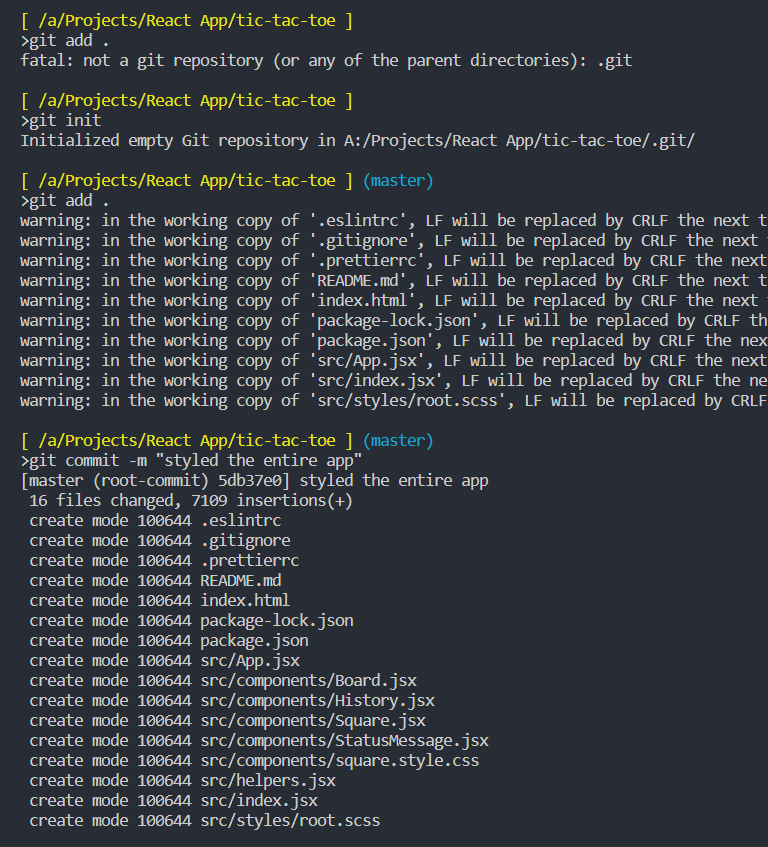 [ /a/Projects/React App/tic-tac-toe ]
>git add .
fatal: not a git repository (or any of the parent directories): .git
[ /a/Projects/React App/tic-tac-toe ]
>git init
Initialized empty Git repository in A:/Projects/React App/tic-tac-toe/.git/
[ /a/Projects/React App/tic-tac-toe ] (master)
>git add .
warning: in the working copy of '.eslintrc', LF will be replaced by CRLF the next t
warning: in the working copy of '.gitignore', LF will be replaced by CRLF the next
warning: in the working copy of '.prettierrc', LF will be replaced by CRLF the next
warning: in the working copy of 'README.md', LF will be replaced by CRLF the next t
warning: in the working copy of 'index.html', LF will be replaced by CRLF the next
warning: in the working copy of 'package-lock.json', LF will be replaced by CRLF th
warning: in the working copy of 'package.json', LF will be replaced by CRLF the nex
warning: in the working copy of 'src/App.jsx', LF will be replaced by CRLF the next
warning: in the working copy of 'src/index.jsx', LF will be replaced by CRLF the ne
warning: in the working copy of 'src/styles/root.scss', LF will be replaced by CRLF
[ /a/Projects/React App/tic-tac-toe ] (master)
>git commit -m "styled the entire app"
[master (root-commit) 5db37e0] styled the entire app
16 files changed, 7109 insertions(+)
create mode 100644 .eslintrc
create mode 100644 .gitignore
create mode 100644 .prettierrc
create mode 100644 README.md
create mode 100644 index.html
create mode 100644 package-lock.json
create mode 100644 package.json
create mode 100644 src/App.jsx
create mode 100644 src/components/Board.jsx
create mode 100644 src/components/History.jsx
create mode 100644 src/components/Square.jsx
create mode 100644 src/components/StatusMessage.jsx
create mode 100644 src/components/square.style.css
create mode 100644 src/helpers.jsx
create mode 100644 src/index.jsx
create mode 100644 src/styles/root.scss